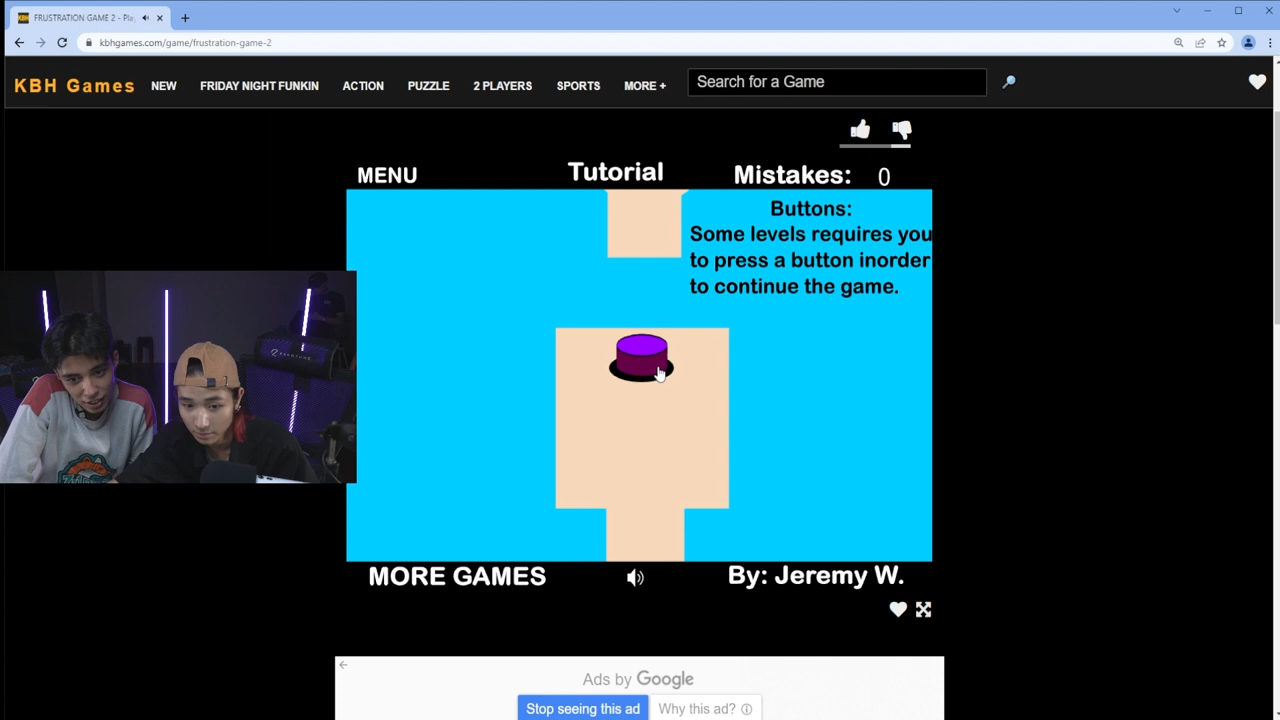 FRUSTRATION GAME 2 - Pla
kbhgames.com/game/frustration-game-2
KBH Games
NEW
FRIDAY NIGHT FUNKIN
ACTION
PUZZLE
2 PLAYERS
SPORTS
MORE +
Search for a Game
MENU
Tutorial
Mistakes: 0
Buttons:
Some levels requires you
to press a button inorder
to continue the game.
MORE GAMES
By: Jeremy W.
Ads by Google
Stop seeing this ad
Why this ad?